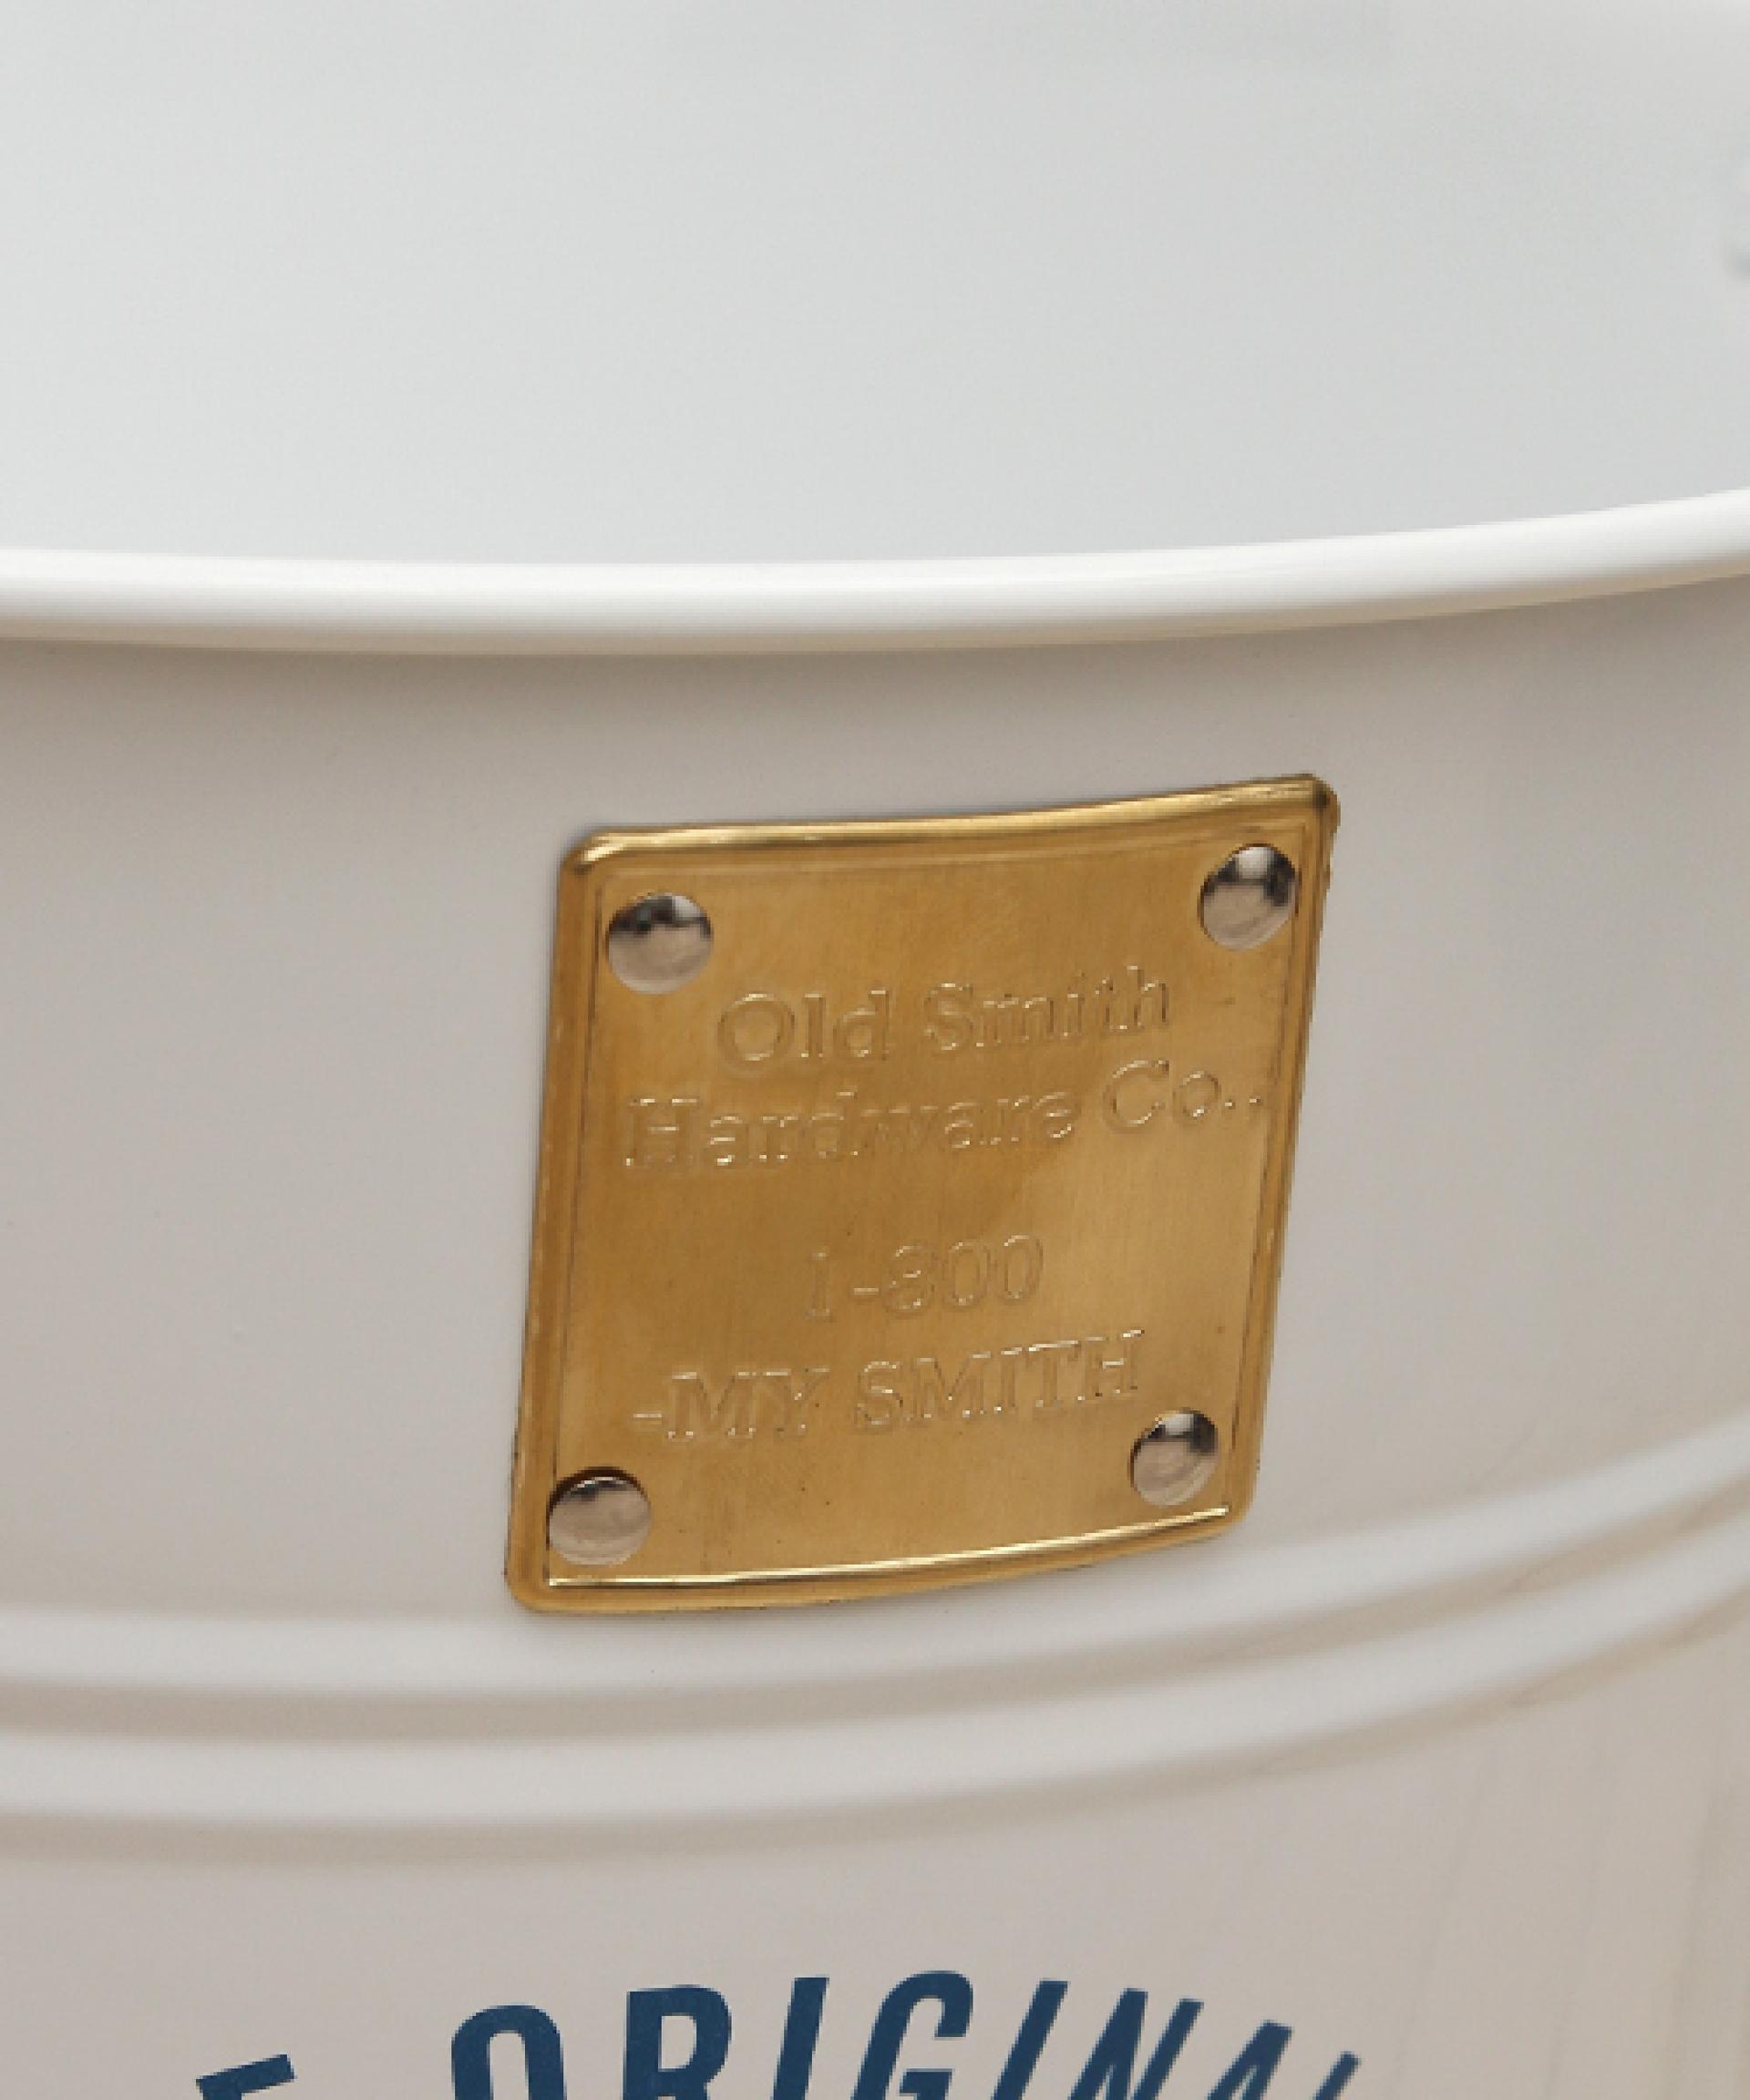 Old Smith
Hardware Co..
1-800
-MY SMITH
E ORIGINAL